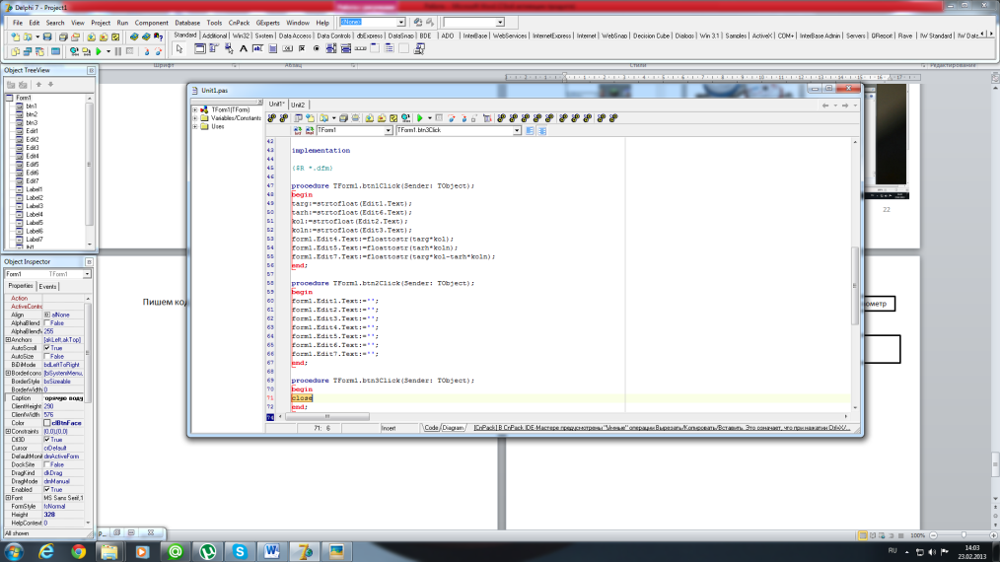 Delphi 7 - Project1
File Edit Search View Project Run Component Database Tools CnPack GExperts Window Help <None>
Standard Additional Win32 System Data Access Data Controls dbExpress DataSnap BDE ADO InterBase WebServices InternetExpress Internet WebSnap Decision Cube Dialogs Win 3.1 Samples ActiveX COM+ InterBase Admin Servers QReport Rave IW Standard IW Data
Шрифт Абзац Стили Редактирование
Object TreeView
Form1
btn1
btn2
btn3
Edit1
Edit2
Edit3
Edit4
Edit5
Edit6
Edit7
Label1
Label2
Label3
Label4
Label5
Label6
Label7
lbl1
Object Inspector
Form1 TForm1
Properties Events
Action
ActiveContro
Align alNone
AlphaBlend False
AlphaBlendV 255
Anchors [akLeft,akTop]
AutoScroll True
AutoSize False
BiDiMode bdLeftToRight
BorderIcons [biSystemMenu,
BorderStyle bsSizeable
BorderWidth 0
Caption
ClientHeight 290
ClientWidth 576
Color clBtnFace
Constraints
Ctl3D True
Cursor crDefault
DefaultMoni dmActiveForm
DockSite False
DragKind dkDrag
DragMode dmManual
Enabled True
Font MS Sans Serif,1
FormStyle fsNormal
Height 328
HelpContext 0
All shown
Unit1.pas
TForm1(TForm)
Variables/Constants
Uses
Unit1* Unit2
TForm1 TForm1.btn3Click
42
43 implementation
44
45 {$R *.dfm}
46
47 procedure TForm1.btn1Click(Sender: TObject);
48 begin
49 targ:=strtofloat(Edit1.Text);
50 tarh:=strtofloat(Edit6.Text);
51 kol:=strtofloat(Edit2.Text);
52 koln:=strtofloat(Edit3.Text);
53 form1.Edit4.Text:=floattostr(targ*kol);
54 form1.Edit5.Text:=floattostr(tarh*koln);
55 form1.Edit7.Text:=floattostr(targ*kol-tarh*koln);
56 end;
57
58 procedure TForm1.btn2Click(Sender: TObject);
59 begin
60 form1.Edit1.Text:='';
61 form1.Edit2.Text:='';
62 form1.Edit3.Text:='';
63 form1.Edit4.Text:='';
64 form1.Edit5.Text:='';
65 form1.Edit6.Text:='';
66 form1.Edit7.Text:='';
67 end;
68
69 procedure TForm1.btn3Click(Sender: TObject);
70 begin
71 close
72 end;
74
71: 6 Insert Code Diagram [CnPack] В CnPack IDE-Мастере предусмотрены "Умные" операции Вырезать/Копировать/Вставить. Это означает, что при нажатии Ctrl+X/...
22
Пишем код
100%
RU 14:03
23.02.2013